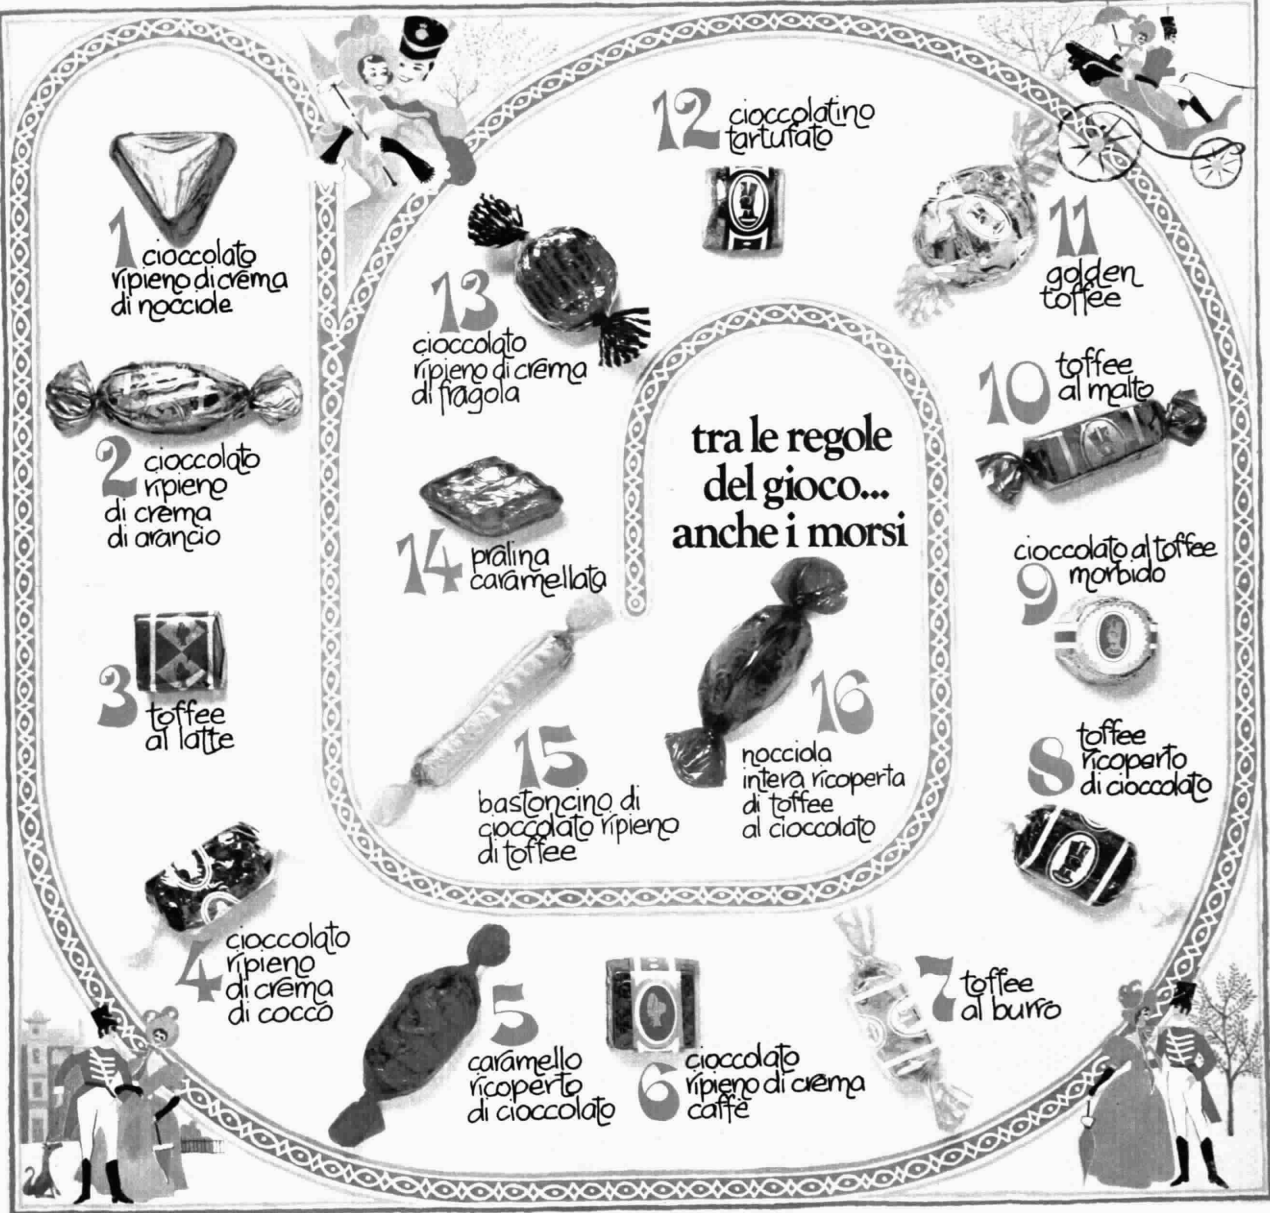 1 cioccolato
ripieno di crema
di nocciole
2 cioccolato
ripieno
di crema
di arancio
3 toffee
al latte
4 cioccolato
ripieno
di crema
di cocco
5
caramello
ricoperto
di cioccolato
6 cioccolato
ripieno di crema
caffè
7 toffee
al burro
8 toffee
ricoperto
di cioccolato
cioccolato al toffee
9 morbido
10 toffee
al malto
11
golden
toffee
12 cioccolatino
tartufato
13
cioccolato
ripieno di crema
di fragola
14 pralina
caramellata
15
bastoncino di
cioccolato ripieno
di toffee
tra le regole
del gioco...
anche i morsi
16
nocciola
intera ricoperta
di toffee
al cioccolato